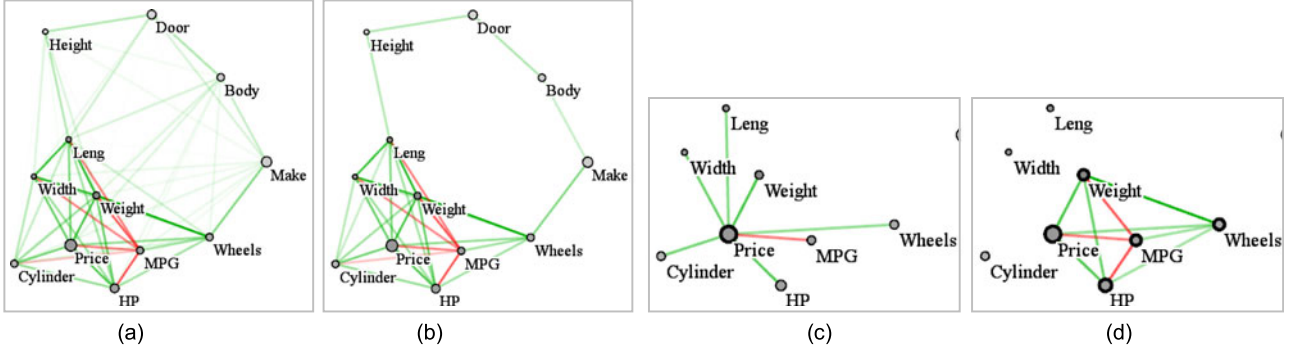 Door
Height
Body
Leng
Make
Width
Weight
Wheels
Price
MPG
Cylinder
HP
(a)
Door
Height
Body
Leng
Make
Width
Weight
Wheels
Price
MPG
Cylinder
HP
(b)
Leng
Width
Weight
Wheels
Price
MPG
Cylinder
HP
(c)
Leng
Width
Weight
Wheels
Price
MPG
Cylinder
HP
(d)